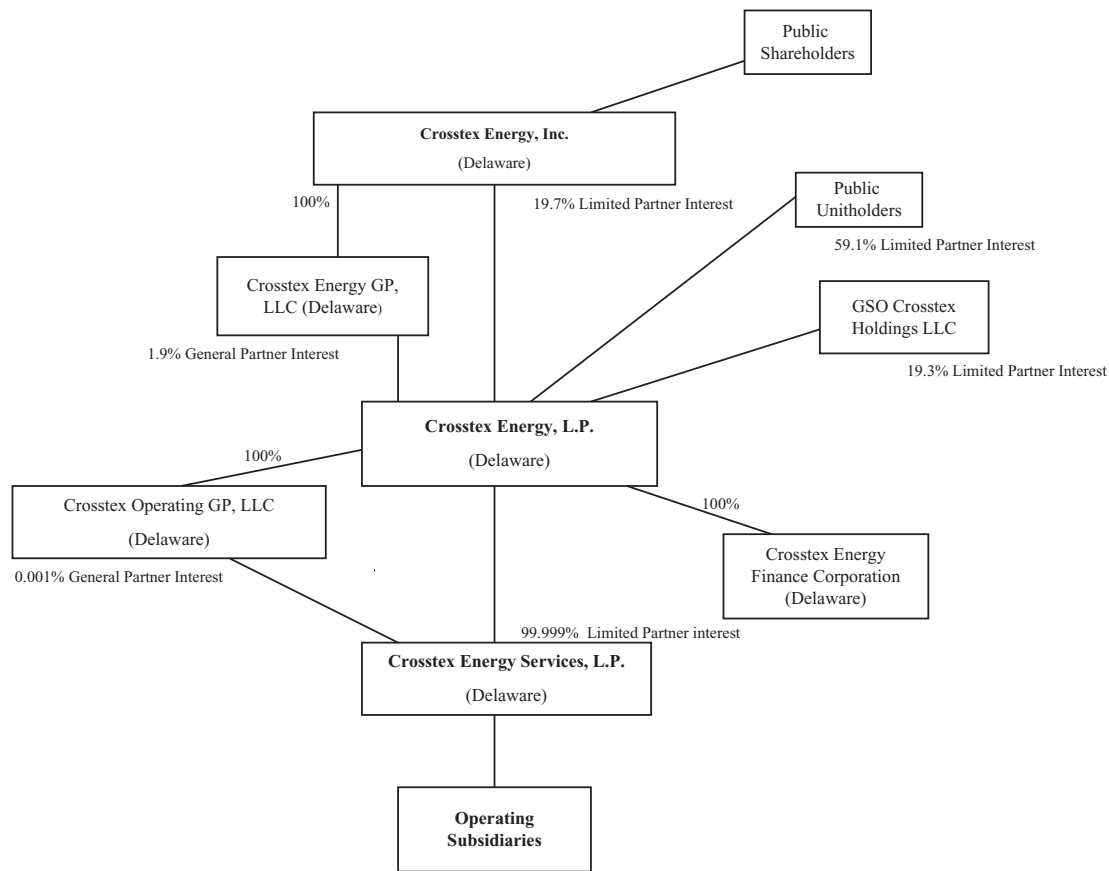 Public
Shareholders
Crosstex Energy, Inc.
(Delaware)
100%
19.7% Limited Partner Interest
Public
Unitholders
59.1% Limited Partner Interest
Crosstex Energy GP,
LLC (Delaware)
GSO Crosstex
Holdings LLC
1.9% General Partner Interest
19.3% Limited Partner Interest
Crosstex Energy, L.P.
(Delaware)
100%
Crosstex Operating GP, LLC
(Delaware)
100%
0.001% General Partner Interest
Crosstex Energy
Finance Corporation
(Delaware)
99.999% Limited Partner interest
Crosstex Energy Services, L.P.
(Delaware)
Operating
Subsidiaries